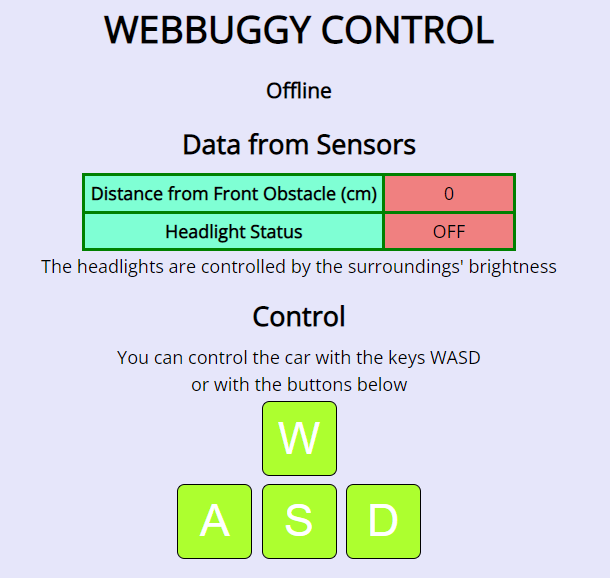 WEBBUGGY CONTROL
Offline
Data from Sensors
Distance from Front Obstacle (cm) 0
Headlight Status OFF
The headlights are controlled by the surroundings' brightness
Control
You can control the car with the keys WASD
or with the buttons below
W
A S D